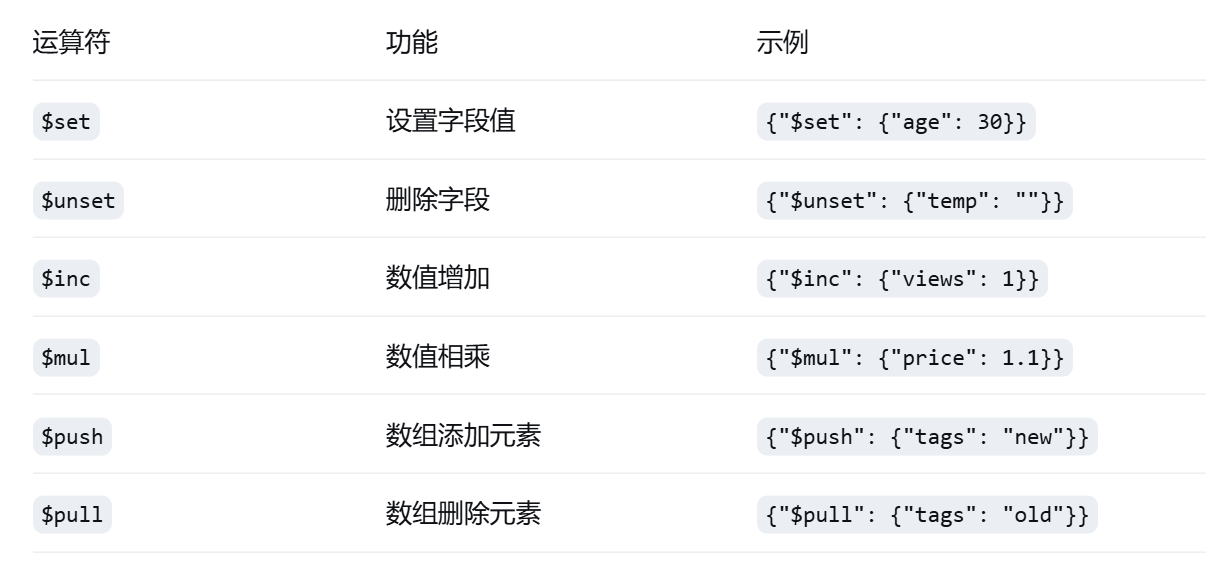 运算符 功能 示例
$set 设置字段值 {"$set": {"age": 30}}
$unset 删除字段 {"$unset": {"temp": ""}}
$inc 数值增加 {"$inc": {"views": 1}}
$mul 数值相乘 {"$mul": {"price": 1.1}}
$push 数组添加元素 {"$push": {"tags": "new"}}
$pull 数组删除元素 {"$pull": {"tags": "old"}}